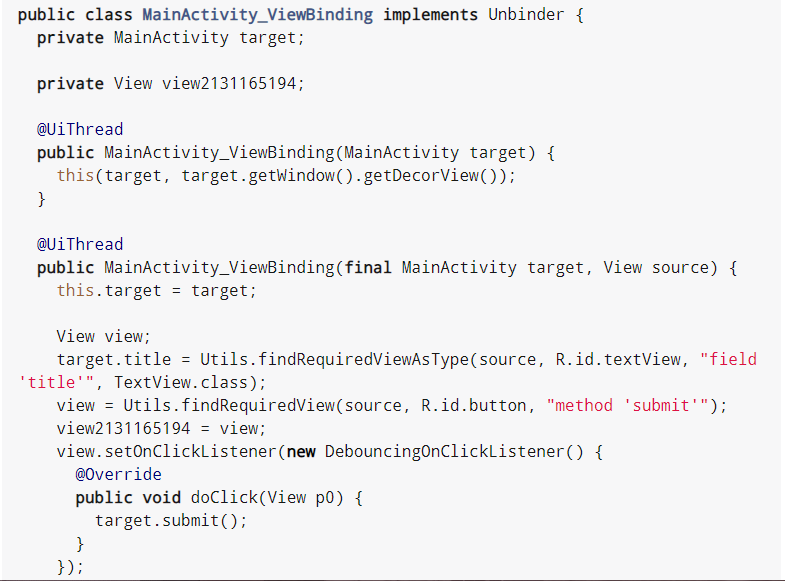 public class MainActivity_ViewBinding implements Unbinder {
  private MainActivity target;

  private View view2131165194;

  @UiThread
  public MainActivity_ViewBinding(MainActivity target) {
    this(target, target.getWindow().getDecorView());
  }

  @UiThread
  public MainActivity_ViewBinding(final MainActivity target, View source) {
    this.target = target;

    View view;
    target.title = Utils.findRequiredViewAsType(source, R.id.textView, "field
'title'", TextView.class);
    view = Utils.findRequiredView(source, R.id.button, "method 'submit'");
    view2131165194 = view;
    view.setOnClickListener(new DebouncingOnClickListener() {
      @Override
      public void doClick(View p0) {
        target.submit();
      }
    });